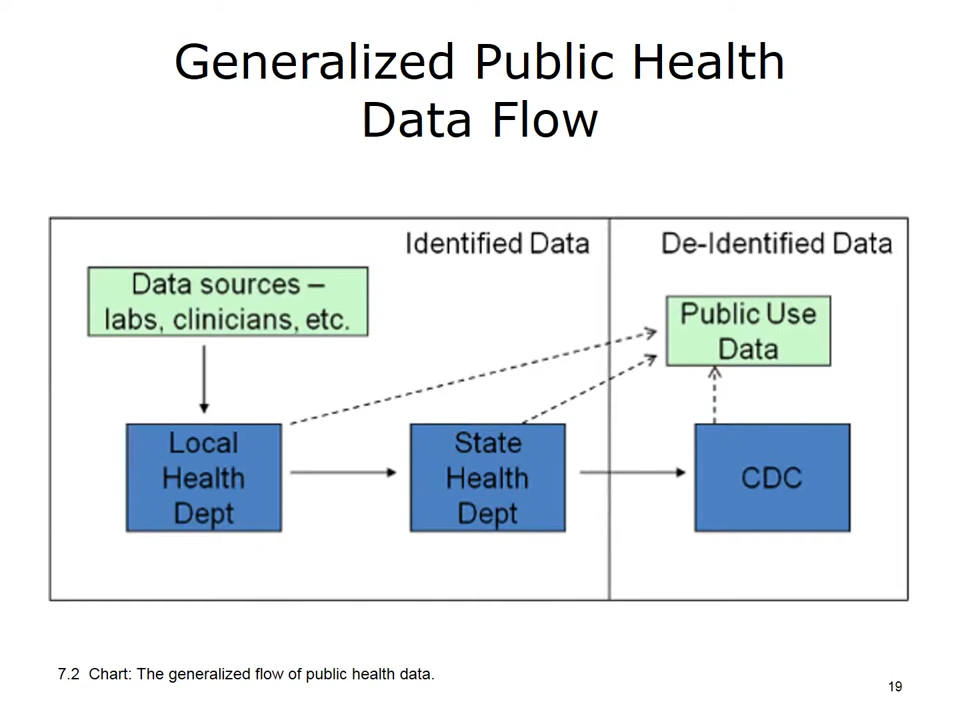 Generalized Public Health
Data Flow
Identified Data
De-Identified Data
Data sources –
labs, clinicians, etc.
Public Use
Data
Local
Health
Dept
State
Health
Dept
CDC
7.2  Chart: The generalized flow of public health data.
19